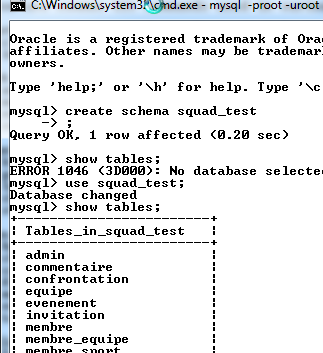 C:\Windows\system32\cmd.exe - mysql -proot -uroot
Oracle is a registered trademark of Ora
affiliates. Other names may be trademar
owners.
Type 'help;' or '\h' for help. Type '\c
mysql> create schema squad_test
-> ;
Query OK, 1 row affected (0.20 sec)
mysql> show tables;
ERROR 1046 (3D000): No database selecte
mysql> use squad_test;
Database changed
mysql> show tables;
+---------------------------+
| Tables_in_squad_test |
+---------------------------+
| admin |
| commentaire |
| confrontation |
| equipe |
| evenement |
| invitation |
| membre |
| membre_equipe |
| membre_sport |